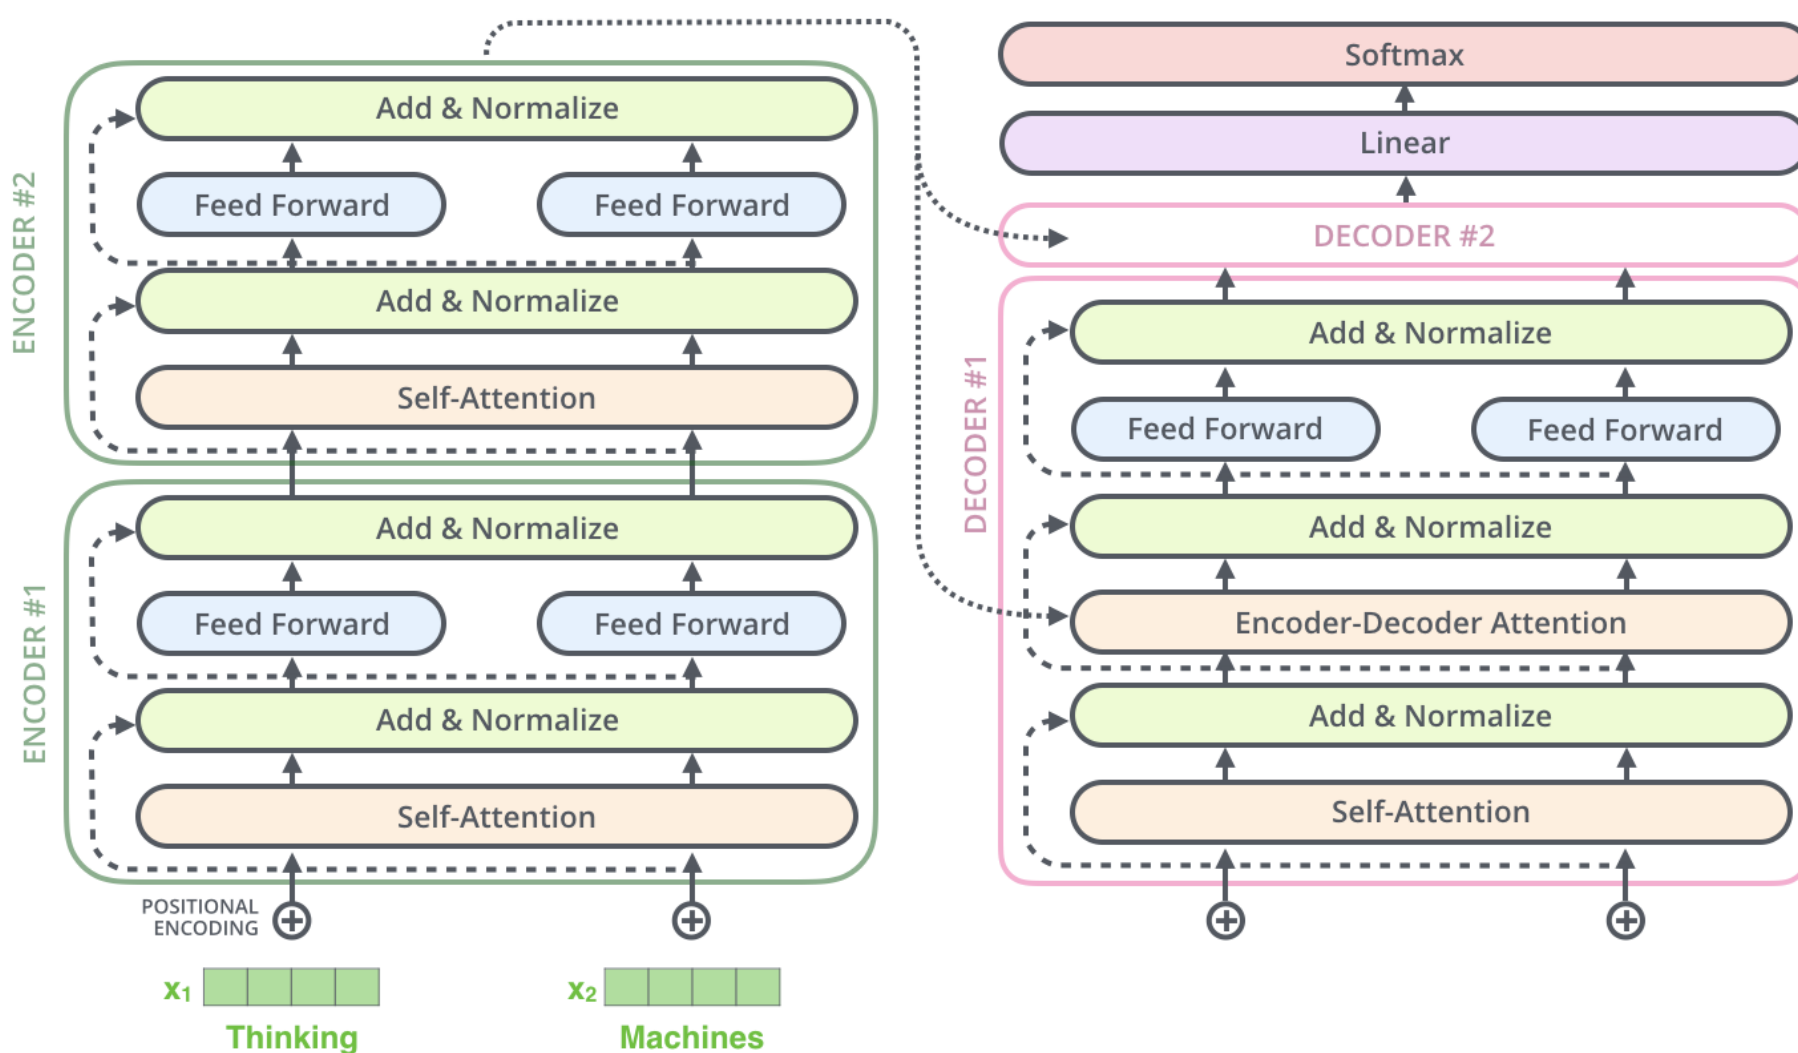 ENCODER #2
Add & Normalize
Feed Forward
Feed Forward
Add & Normalize
Self-Attention
ENCODER #1
Add & Normalize
Feed Forward
Feed Forward
Add & Normalize
Self-Attention
POSITIONAL
ENCODING
x1
x2
Thinking
Machines
Softmax
Linear
DECODER #2
DECODER #1
Add & Normalize
Feed Forward
Feed Forward
Add & Normalize
Encoder-Decoder Attention
Add & Normalize
Self-Attention